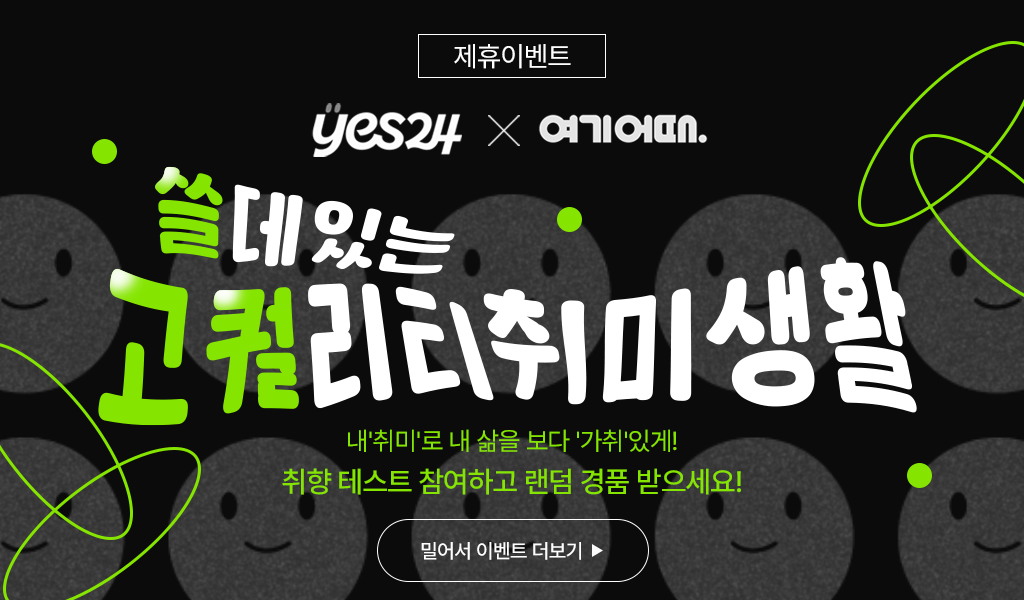 제휴이벤트
yes24 × 여기어때.
쓸데있는
고퀄리티취미생활
내'취미'로 내 삶을 보다 '가취'있게!
취향 테스트 참여하고 랜덤 경품 받으세요!
밀어서 이벤트 더보기 ▶